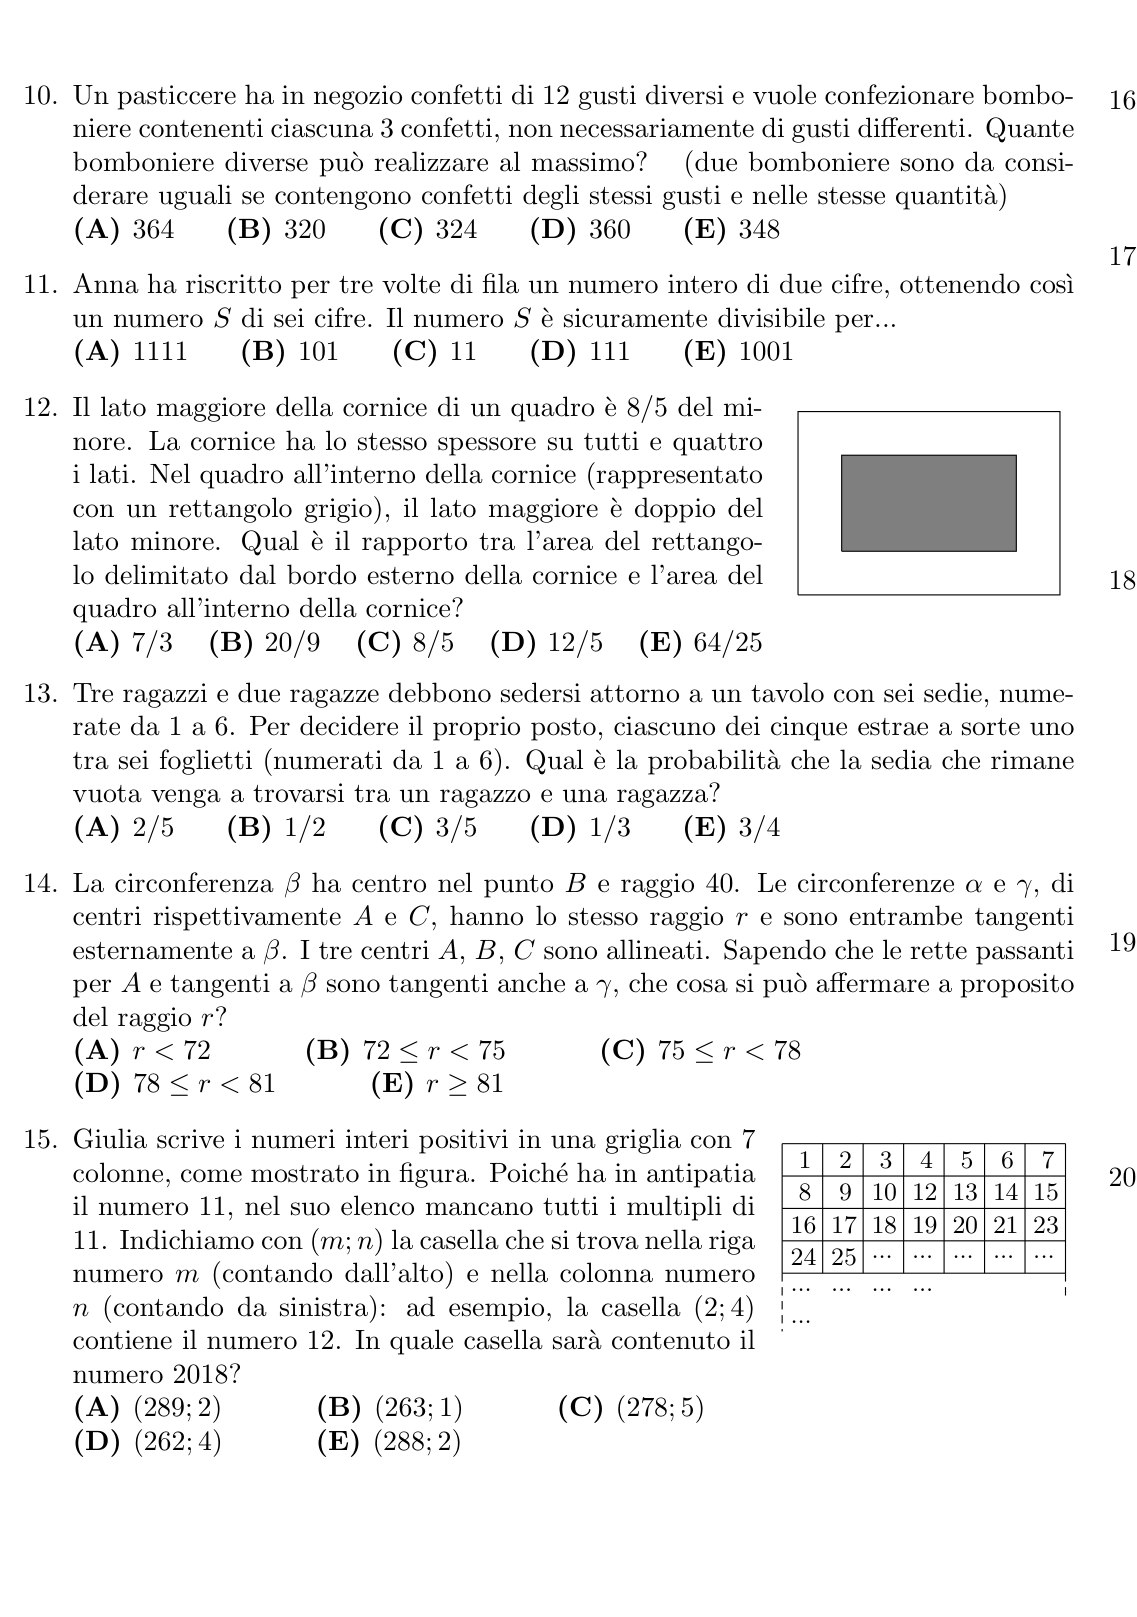 10. Un pasticcere ha in negozio confetti di 12 gusti diversi e vuole confezionare bombo-
niere contenenti ciascuna 3 confetti, non necessariamente di gusti differenti. Quante
bomboniere diverse può realizzare al massimo? (due bomboniere sono da consi-
derare uguali se contengono confetti degli stessi gusti e nelle stesse quantità)
(A) 364 (B) 320 (C) 324 (D) 360 (E) 348
11. Anna ha riscritto per tre volte di fila un numero intero di due cifre, ottenendo così
un numero S di sei cifre. Il numero S è sicuramente divisibile per...
(A) 1111 (B) 101 (C) 11 (D) 111 (E) 1001
12. Il lato maggiore della cornice di un quadro è 8/5 del mi-
nore. La cornice ha lo stesso spessore su tutti e quattro
i lati. Nel quadro all'interno della cornice (rappresentato
con un rettangolo grigio), il lato maggiore è doppio del
lato minore. Qual è il rapporto tra l'area del rettango-
lo delimitato dal bordo esterno della cornice e l'area del
quadro all'interno della cornice?
(A) 7/3 (B) 20/9 (C) 8/5 (D) 12/5 (E) 64/25
13. Tre ragazzi e due ragazze debbono sedersi attorno a un tavolo con sei sedie, nume-
rate da 1 a 6. Per decidere il proprio posto, ciascuno dei cinque estrae a sorte uno
tra sei foglietti (numerati da 1 a 6). Qual è la probabilità che la sedia che rimane
vuota venga a trovarsi tra un ragazzo e una ragazza?
(A) 2/5 (B) 1/2 (C) 3/5 (D) 1/3 (E) 3/4
14. La circonferenza β ha centro nel punto B e raggio 40. Le circonferenze α e γ, di
centri rispettivamente A e C, hanno lo stesso raggio r e sono entrambe tangenti
esternamente a β. I tre centri A, B, C sono allineati. Sapendo che le rette passanti
per A e tangenti a β sono tangenti anche a γ, che cosa si può affermare a proposito
del raggio r?
(A) r < 72 (B) 72 ≤ r < 75 (C) 75 ≤ r < 78
(D) 78 ≤ r < 81 (E) r ≥ 81
15. Giulia scrive i numeri interi positivi in una griglia con 7
colonne, come mostrato in figura. Poiché ha in antipatia
il numero 11, nel suo elenco mancano tutti i multipli di
11. Indichiamo con (m; n) la casella che si trova nella riga
numero m (contando dall'alto) e nella colonna numero
n (contando da sinistra): ad esempio, la casella (2; 4)
contiene il numero 12. In quale casella sarà contenuto il
numero 2018?
(A) (289; 2) (B) (263; 1) (C) (278; 5)
(D) (262; 4) (E) (288; 2)
1 2 3 4 5 6 7
8 9 10 12 13 14 15
16 17 18 19 20 21 23
24 25 ... ... ... ... ...
... ... ... ...
...
16
17
18
19
20